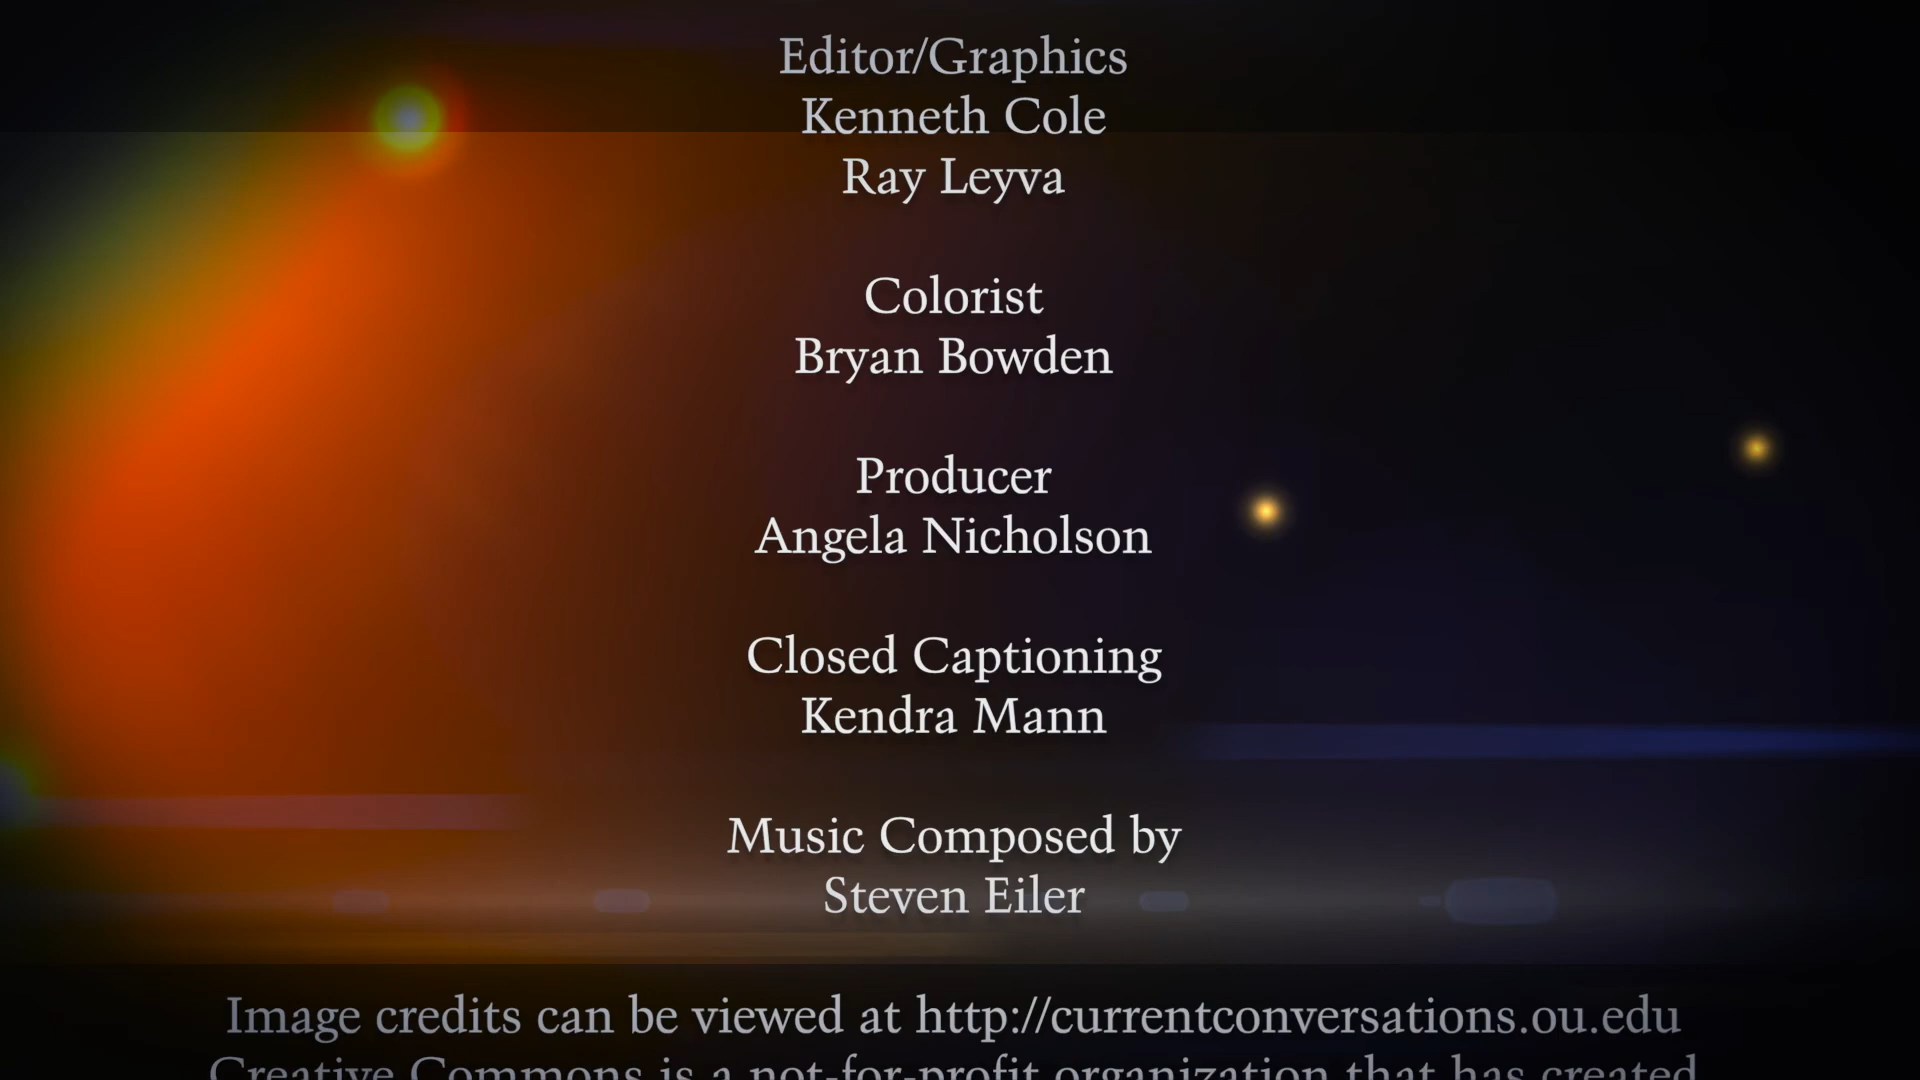 Editor/Graphics
Kenneth Cole
Ray Leyva
Colorist
Bryan Bowden
Producer
Angela Nicholson
Closed Captioning
Kendra Mann
Music Composed by
Steven Eiler
Image credits can be viewed at http://currentconversations.ou.edu
Creative Commons is a not-for-profit organization that has created